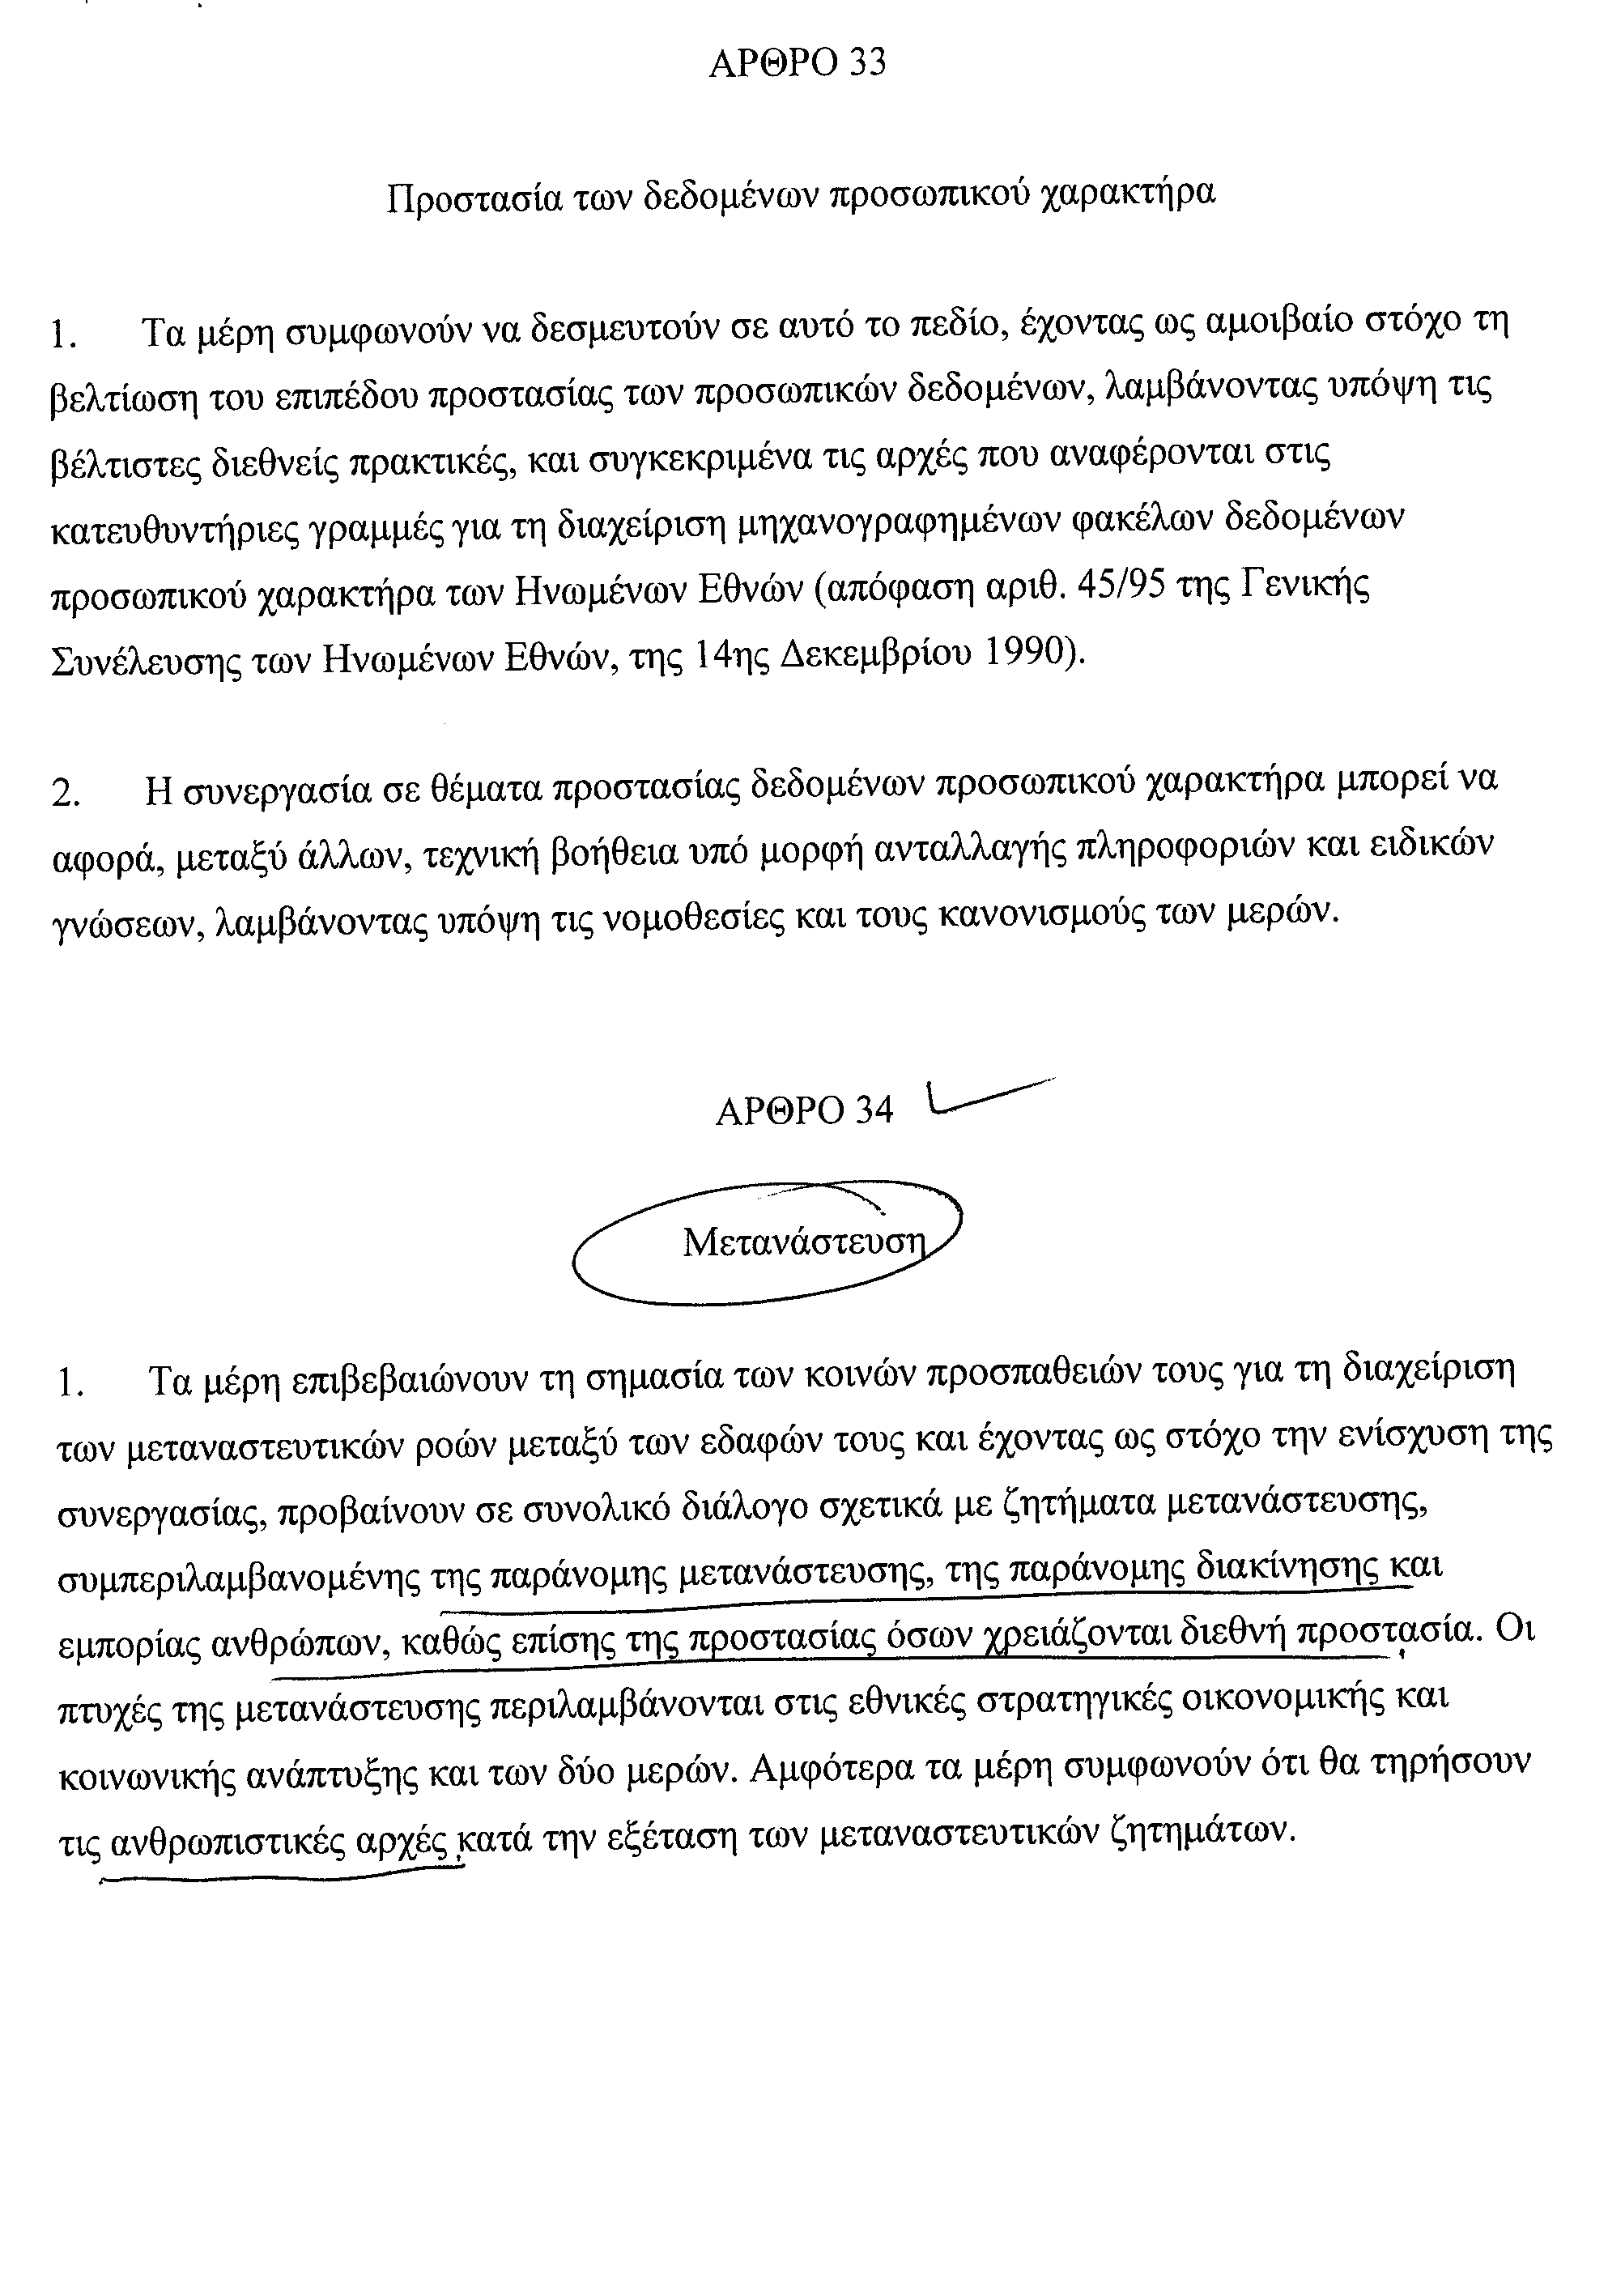 ΑΡΘΡΟ 33
Προστασία των δεδομένων προσωπικού χαρακτήρα
1. Τα μέρη συμφωνούν να δεσμευτούν σε αυτό το πεδίο, έχοντας ως αμοιβαίο στόχο τη
βελτίωση του επιπέδου προστασίας των προσωπικών δεδομένων, λαμβάνοντας υπόψη τις
βέλτιστες διεθνείς πρακτικές, και συγκεκριμένα τις αρχές που αναφέρονται στις
κατευθυντήριες γραμμές για τη διαχείριση μηχανογραφημένων φακέλων δεδομένων
προσωπικού χαρακτήρα των Ηνωμένων Εθνών (απόφαση αριθ. 45/95 της Γενικής
Συνέλευσης των Ηνωμένων Εθνών, της 14ης Δεκεμβρίου 1990).
2. Η συνεργασία σε θέματα προστασίας δεδομένων προσωπικού χαρακτήρα μπορεί να
αφορά, μεταξύ άλλων, τεχνική βοήθεια υπό μορφή ανταλλαγής πληροφοριών και ειδικών
γνώσεων, λαμβάνοντας υπόψη τις νομοθεσίες και τους κανονισμούς των μερών.
ΑΡΘΡΟ 34
Μετανάστευση
1. Τα μέρη επιβεβαιώνουν τη σημασία των κοινών προσπαθειών τους για τη διαχείριση
των μεταναστευτικών ροών μεταξύ των εδαφών τους και έχοντας ως στόχο την ενίσχυση της
συνεργασίας, προβαίνουν σε συνολικό διάλογο σχετικά με ζητήματα μετανάστευσης,
συμπεριλαμβανομένης της παράνομης μετανάστευσης, της παράνομης διακίνησης και
εμπορίας ανθρώπων, καθώς επίσης της προστασίας όσων χρειάζονται διεθνή προστασία. Οι
πτυχές της μετανάστευσης περιλαμβάνονται στις εθνικές στρατηγικές οικονομικής και
κοινωνικής ανάπτυξης και των δύο μερών. Αμφότερα τα μέρη συμφωνούν ότι θα τηρήσουν
τις ανθρωπιστικές αρχές κατά την εξέταση των μεταναστευτικών ζητημάτων.